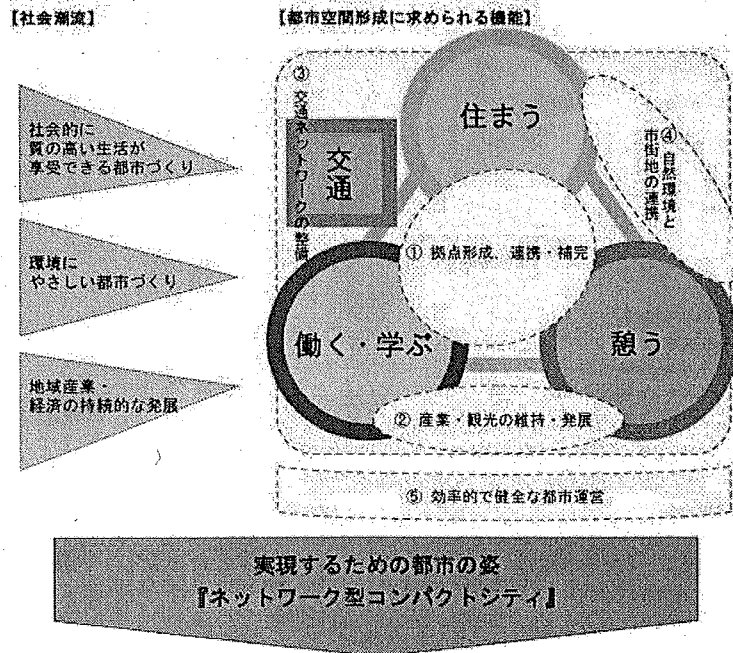 【社会潮流】
【都市空間形成に求められる機能】
社会的に
質の高い生活が
享受できる都市づくり
環境に
やさしい都市づくり
地域産業・
経済の持続的な発展
③ 交通ネットワークの整備
交通
住まう
④ 自然環境と
市街地の連携
① 拠点形成、連携・補完
働く・学ぶ
憩う
② 産業・観光の維持・発展
⑤ 効率的で健全な都市運営
実現するための都市の姿
『ネットワーク型コンパクトシティ』